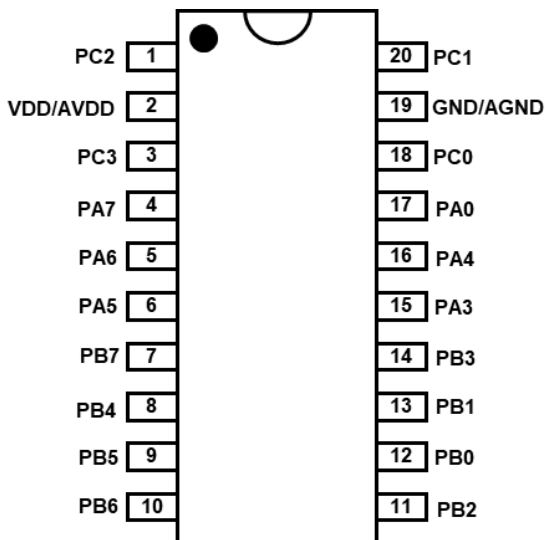 PC2 1 20 PC1
VDD/AVDD 2 19 GND/AGND
PC3 3 18 PC0
PA7 4 17 PA0
PA6 5 16 PA4
PA5 6 15 PA3
PB7 7 14 PB3
PB4 8 13 PB1
PB5 9 12 PB0
PB6 10 11 PB2